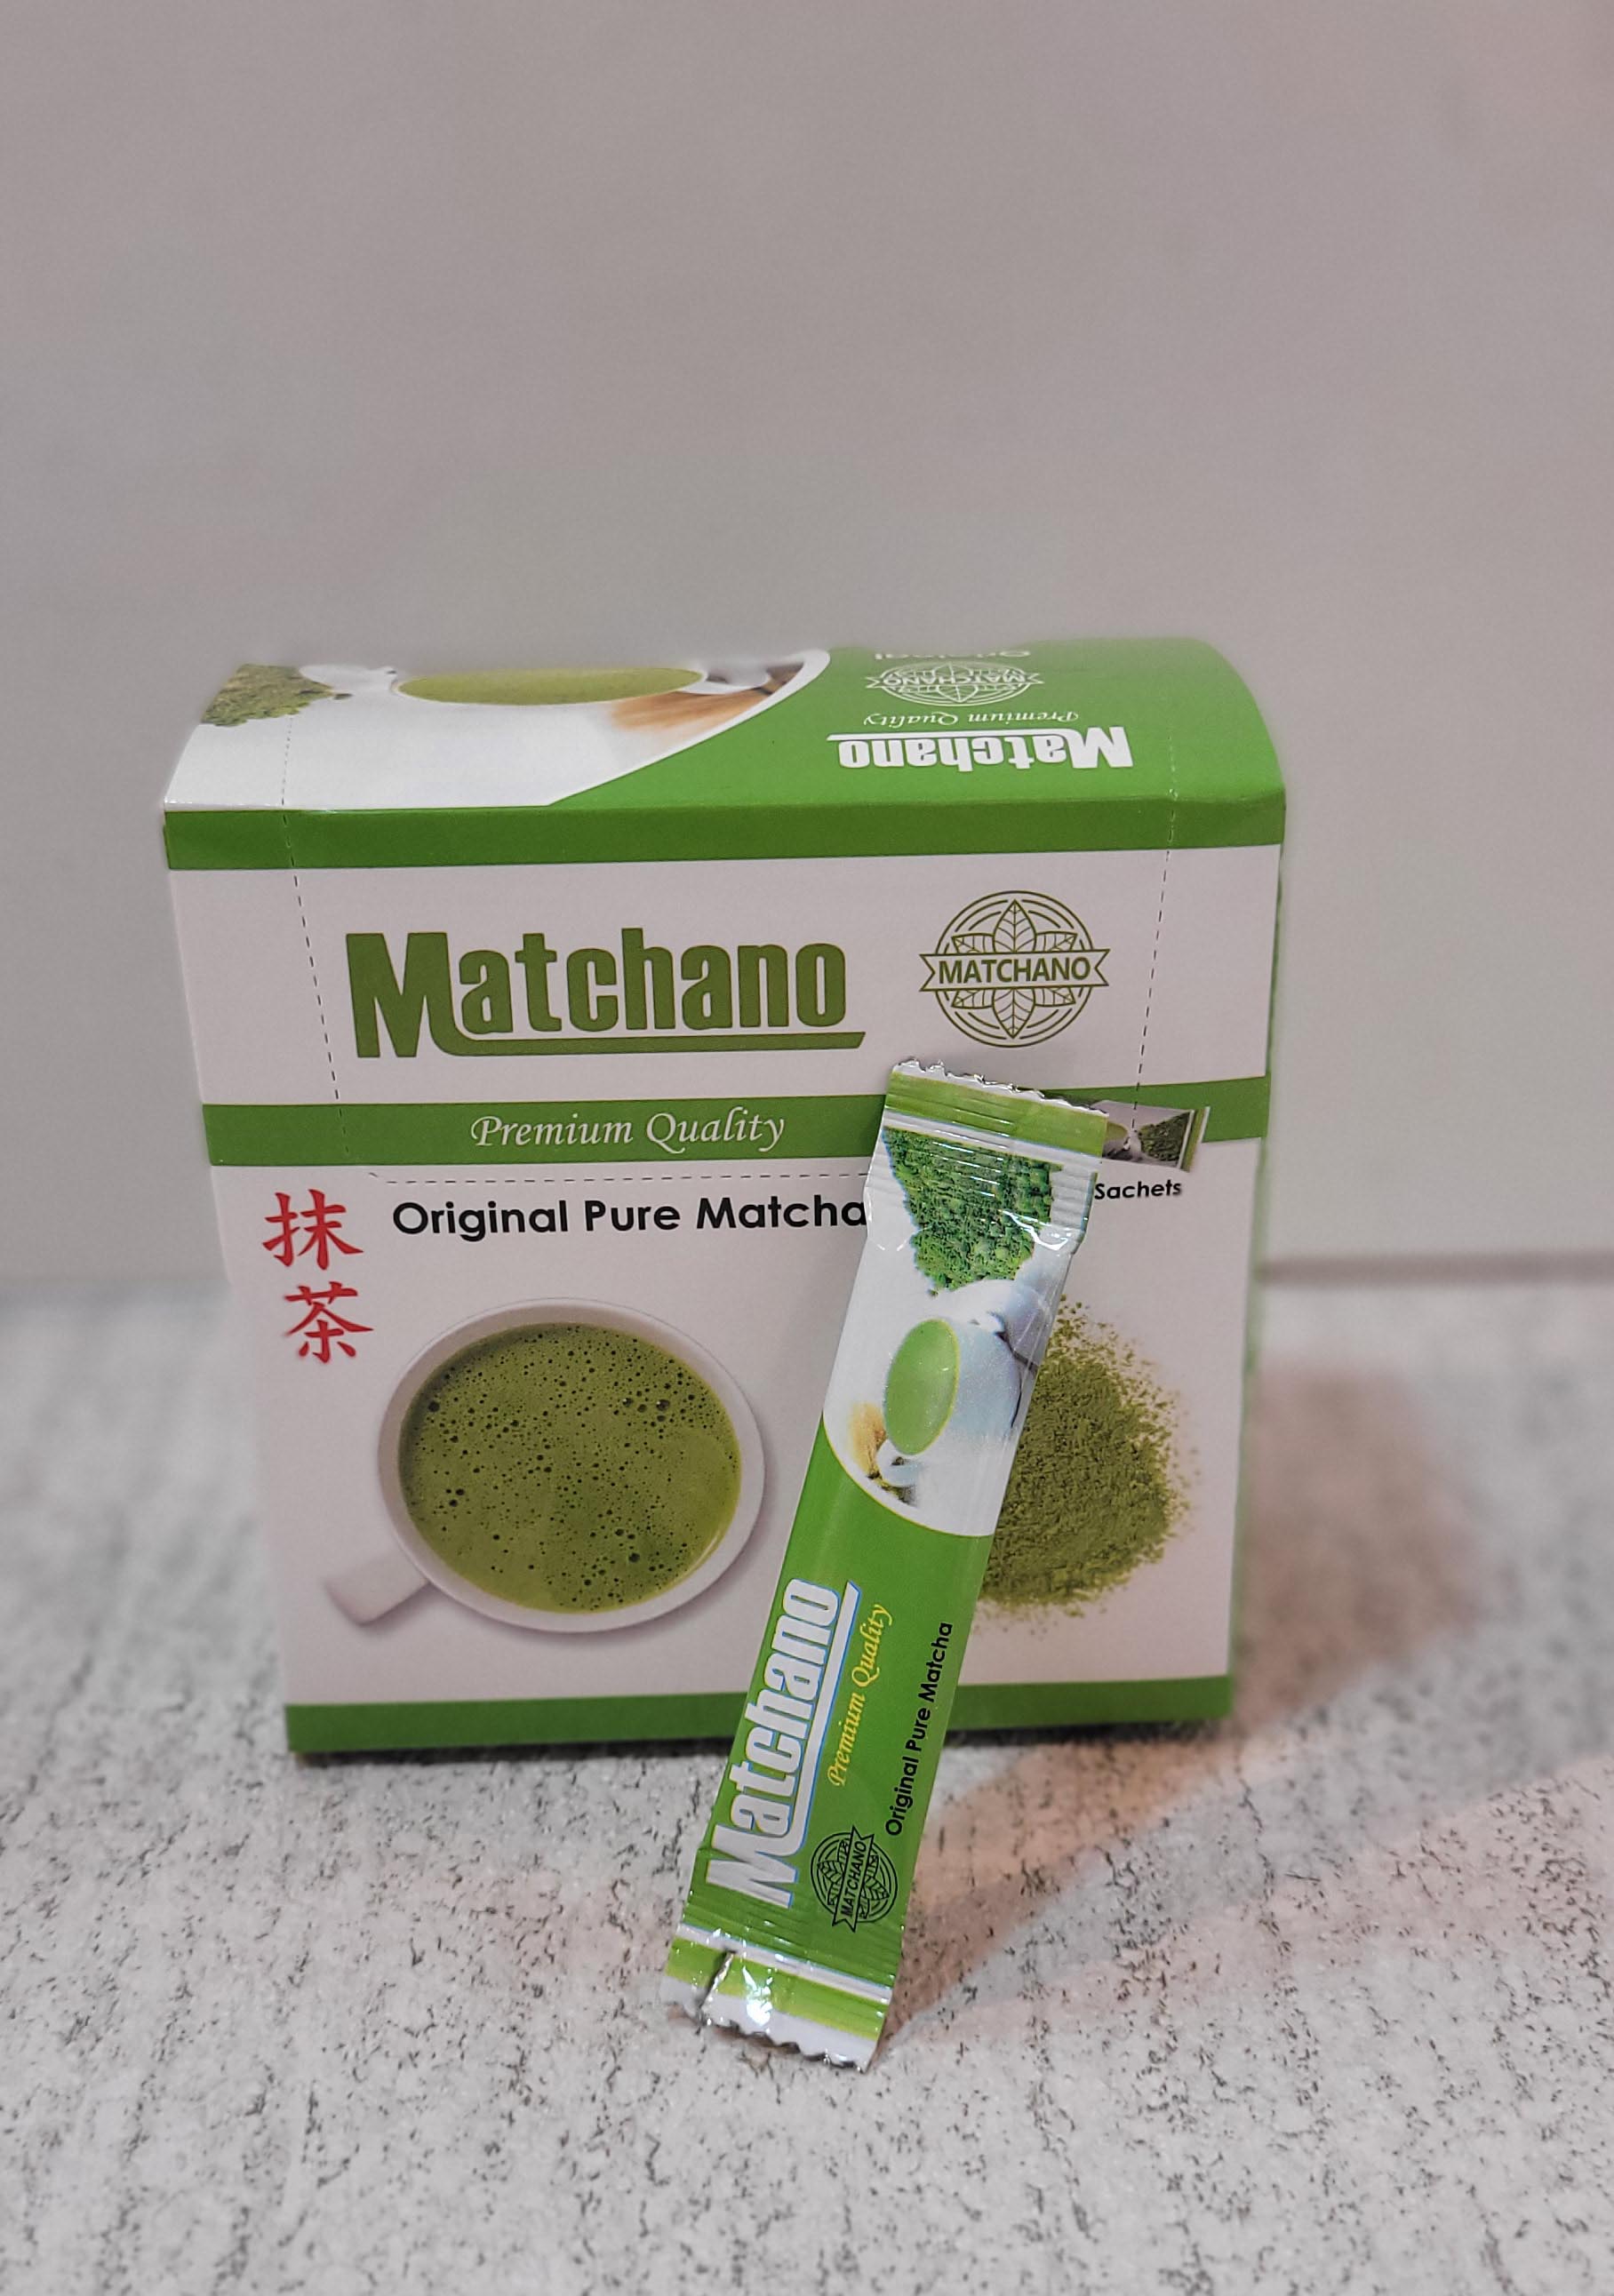 Original
MATCHANO
Premium Quality
Matchano
Matchano
MATCHANO
Premium Quality
抹茶
Original Pure Matcha
Sachets
Matchano
Premium Quality
Original Pure Matcha
MATCHANO